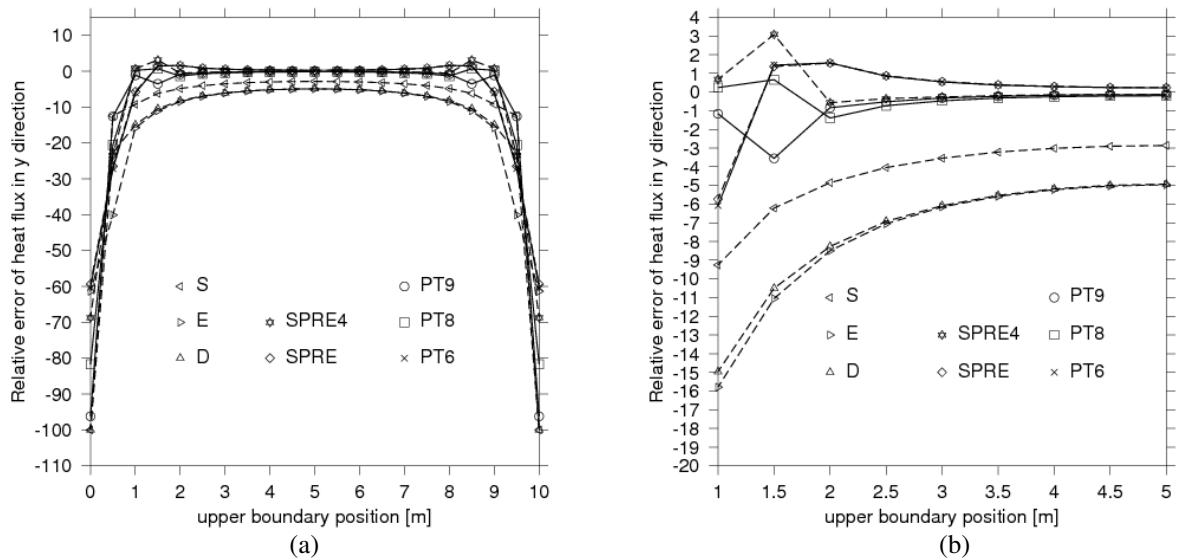 Relative error of heat flux in y direction
10
0
-10
-20
-30
-40
-50
-60
-70
-80
-90
-100
-110
S
E
D
SPRE4
SPRE
PT9
PT8
PT6
0 1 2 3 4 5 6 7 8 9 10
upper boundary position [m]
(a)
Relative error of heat flux in y direction
4
3
2
1
0
-1
-2
-3
-4
-5
-6
-7
-8
-9
-10
-11
-12
-13
-14
-15
-16
-17
-18
-19
-20
S
E
D
SPRE4
SPRE
PT9
PT8
PT6
1 1.5 2 2.5 3 3.5 4 4.5 5
upper boundary position [m]
(b)